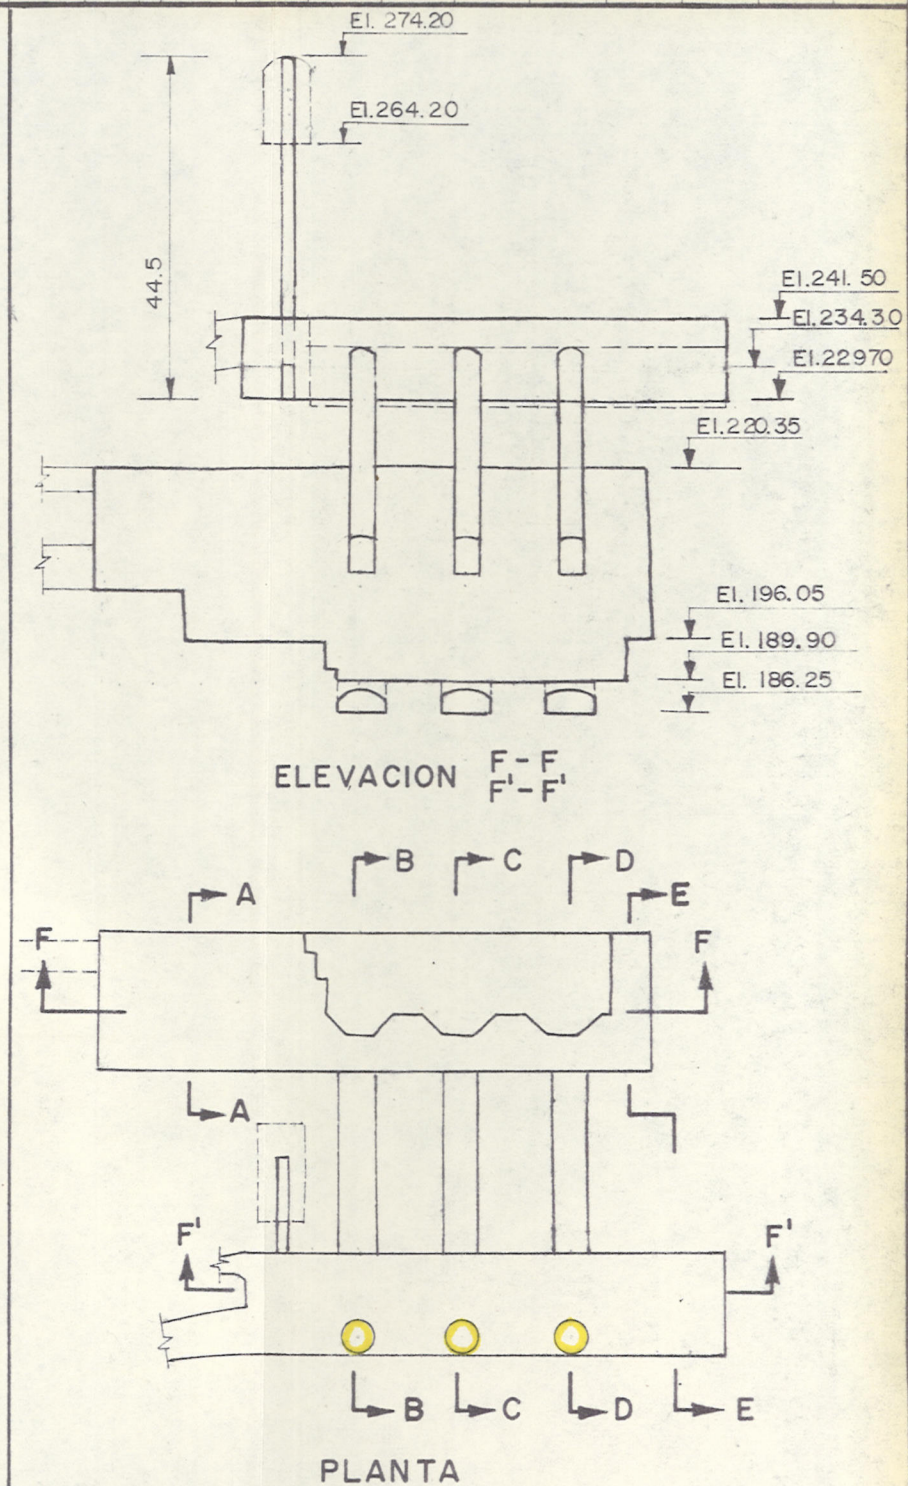 El. 274.20
El.264.20
44.5
El.241.50
El.234.30
El.22970
El.220.35
El. 196.05
El. 189.90
El. 186.25
ELEVACION F-F
F'-F'
B C D
A E
F F
A
F' F'
B C D E
PLANTA